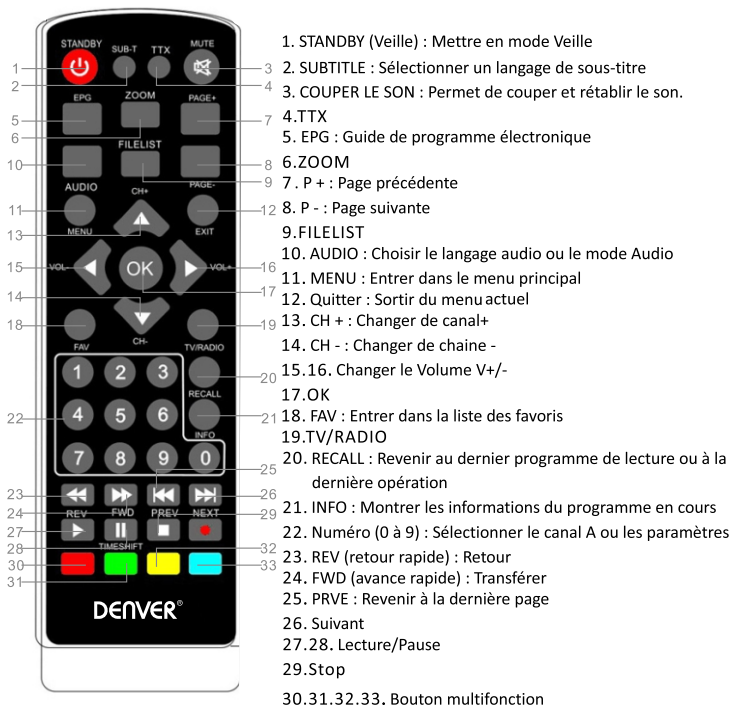 STANDBY SUB-T TTX MUTE
1 2 3 4
EPG ZOOM PAGE+
5 6 7
FILELIST
10 8 9
AUDIO CH+ PAGE-
11 12
MENU EXIT
13
15 VOL- OK VOL+ 16
14 17
18 19
FAV CH- TV/RADIO
1 2 3
20
RECALL
22 4 5 6 21
INFO
7 8 9 0
25
23 26
24 REV FWD PREV NEXT 29
27
28 TIMESHIFT 32
30 33
31
DENVER®
1. STANDBY (Veille) : Mettre en mode Veille
2. SUBTITLE : Sélectionner un langage de sous-titre
3. COUPER LE SON : Permet de couper et rétablir le son.
4.TTX
5. EPG : Guide de programme électronique
6.ZOOM
7 . P + : Page précédente
8. P - : Page suivante
9.FILELIST
10. AUDIO : Choisir le langage audio ou le mode Audio
11. MENU : Entrer dans le menu principal
12. Quitter : Sortir du menu actuel
13. CH + : Changer de canal+
14. CH - : Changer de chaine -
15.16. Changer le Volume V+/-
17.OK
18. FAV : Entrer dans la liste des favoris
19.TV/RADIO
20. RECALL : Revenir au dernier programme de lecture ou à la
dernière opération
21. INFO : Montrer les informations du programme en cours
22. Numéro (0 à 9) : Sélectionner le canal A ou les paramètres
23. REV (retour rapide) : Retour
24. FWD (avance rapide) : Transférer
25. PRVE : Revenir à la dernière page
26. Suivant
27.28. Lecture/Pause
29.Stop
30.31.32.33. Bouton multifonction